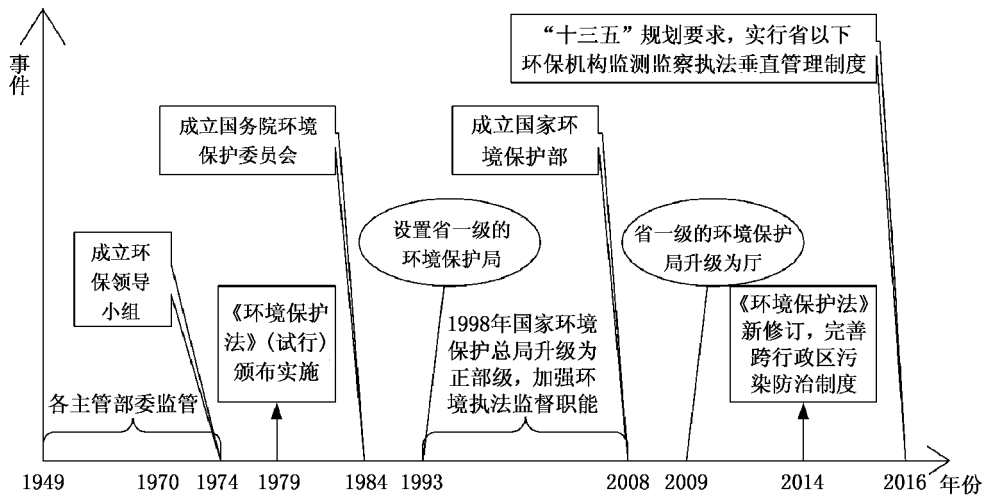 事件
“十三五”规划要求，实行省以下
环保机构监测监察执法垂直管理制度
成立国务院环境
保护委员会
成立国家环
境保护部
设置省一级的
环境保护局
省一级的环境保护
局升级为厅
成立环
保领导
小组
《环境保护
法》(试行)
颁布实施
1998年国家环境
保护总局升级为
正部级，加强环
境执法监督职能
《环境保护法》
新修订，完善
跨行政区污
染防治制度
各主管部委监管
1949 1970 1974 1979 1984 1993 2008 2009 2014 2016 年份